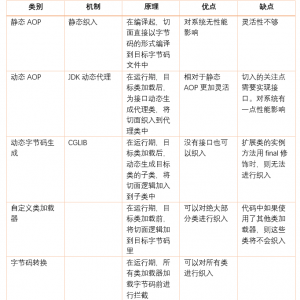 类别 机制 原理 优点 缺点
静态 AOP 静态织入 在编译起，切 对系统无性能 灵活性不够
面直接以字节 影响
码的形式编译
到目标字节码
文件中
动态 AOP JDK 动态代理 在运行期，目 相对于静态 切入的关注点
标类加载后， AOP 更加灵活 需要实现接
为接口动态生 口。对系统有
成代理类，将 一点性能影响
切面织入到代
理类中
动态字节码生 CGLIB 在运行期，目 没有接口也可 扩展类的实例
成 标类加载后， 以织入 方法用 final 修
动态生成目标 饰时，则无法
类的子类，将 进行织入
切面逻辑加入
到子类中
自定义类加载 在运行期，目 可以对绝大部 代码中如果使
器 标类加载前， 分类进行织入 用了其他类加
将切面逻辑加 载器，则这些
到目标字节码 类将不会织入
里
字节码转换 在运行期，所 可以对所有类
有类加载器加 进行织入
载字节码前进
行拦截